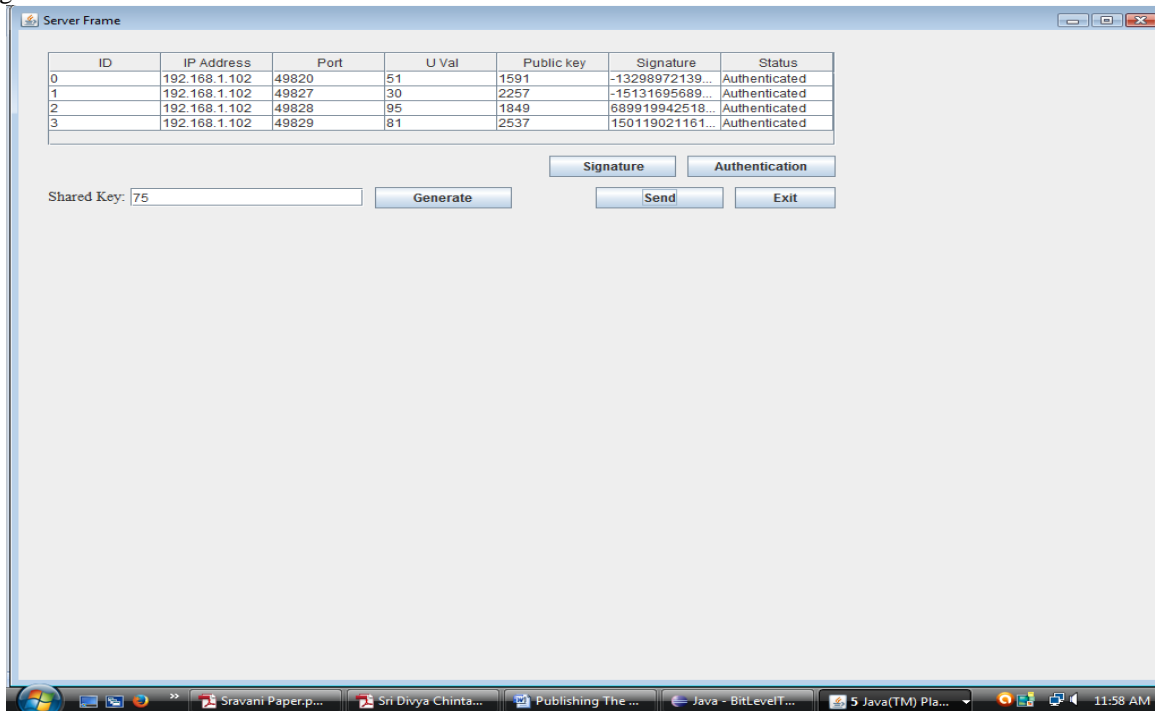 Server Frame
ID IP Address Port U Val Public key Signature Status
0 192.168.1.102 49820 51 1591 -13298972139... Authenticated
1 192.168.1.102 49827 30 2257 -15131695689... Authenticated
2 192.168.1.102 49828 95 1849 689919942518... Authenticated
3 192.168.1.102 49829 81 2537 150119021161... Authenticated
Signature Authentication
Shared Key: 75 Generate Send Exit
» Sravani Paper.p... Sri Divya Chinta... Publishing The ... Java - BitLevelT... 5 Java(TM) Pla... 11:58 AM